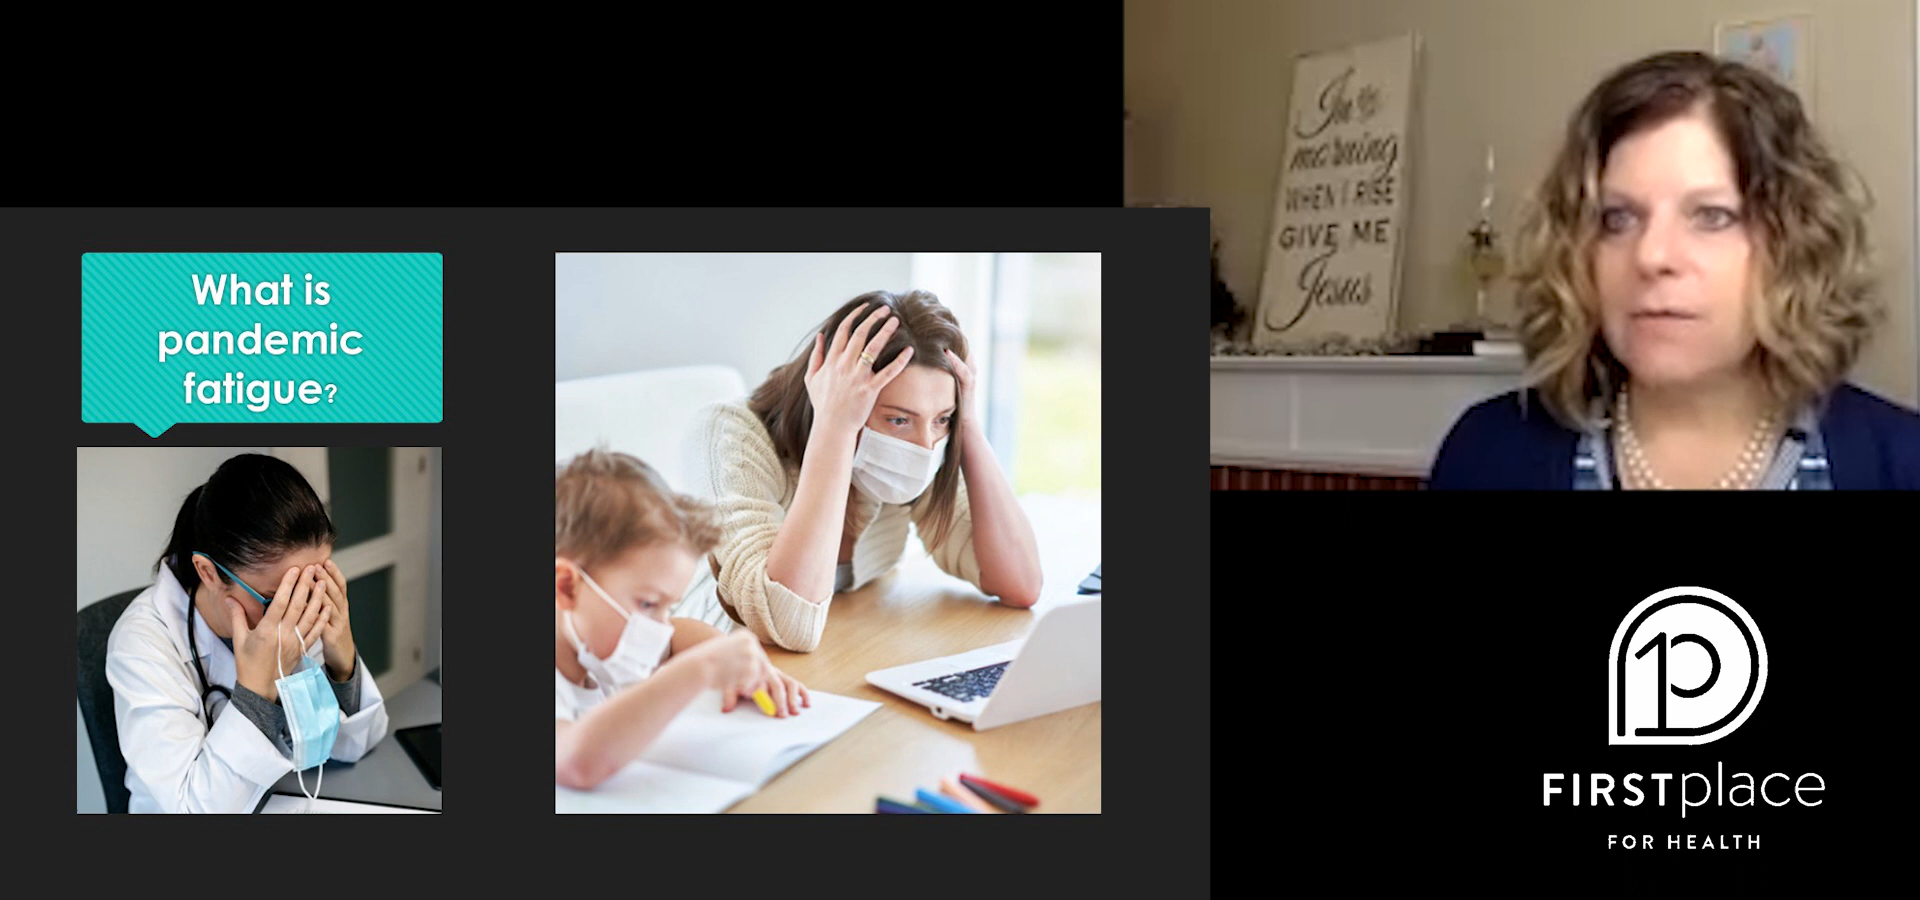 What is
pandemic
fatigue?
In the
morning
WHEN I RISE
GIVE ME
Jesus
FIRSTplace
FOR HEALTH